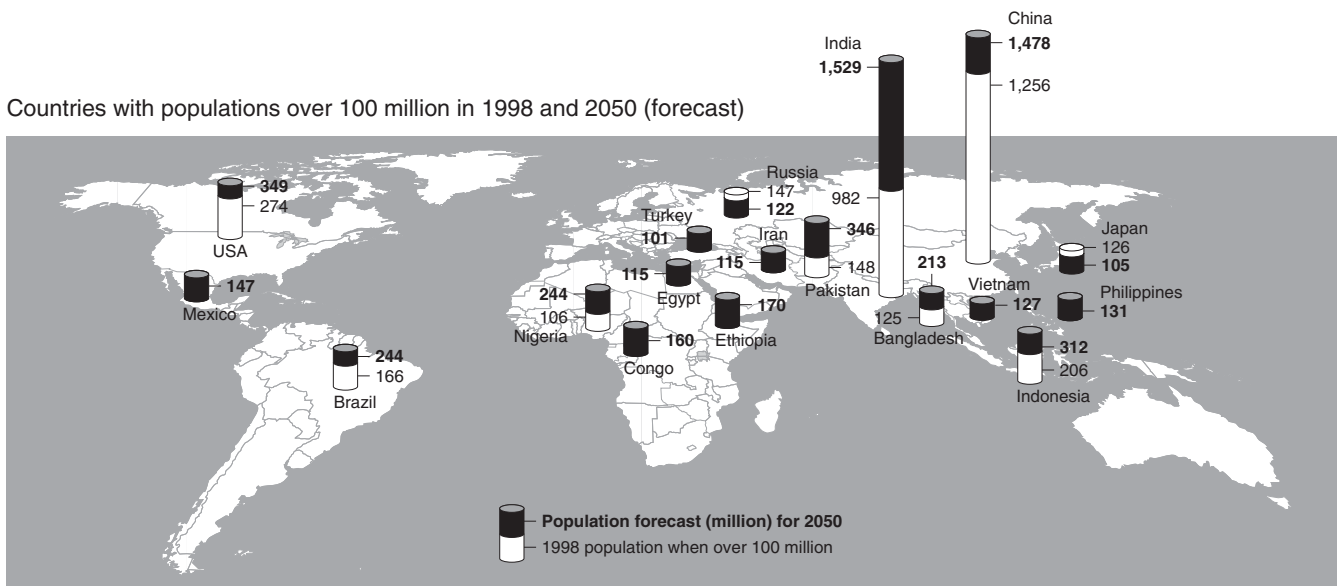 China
1,478
1,256
India
1,529
982
Countries with populations over 100 million in 1998 and 2050 (forecast)
349
274
USA
147
Mexico
244
166
Brazil
Russia
147
122
Turkey
101
Iran
115
346
148
Pakistan
115
Egypt
244
106
Nigeria
160
Congo
170
Ethiopia
213
125
Bangladesh
Vietnam
127
Japan
126
105
Philippines
131
312
206
Indonesia
Population forecast (million) for 2050
1998 population when over 100 million